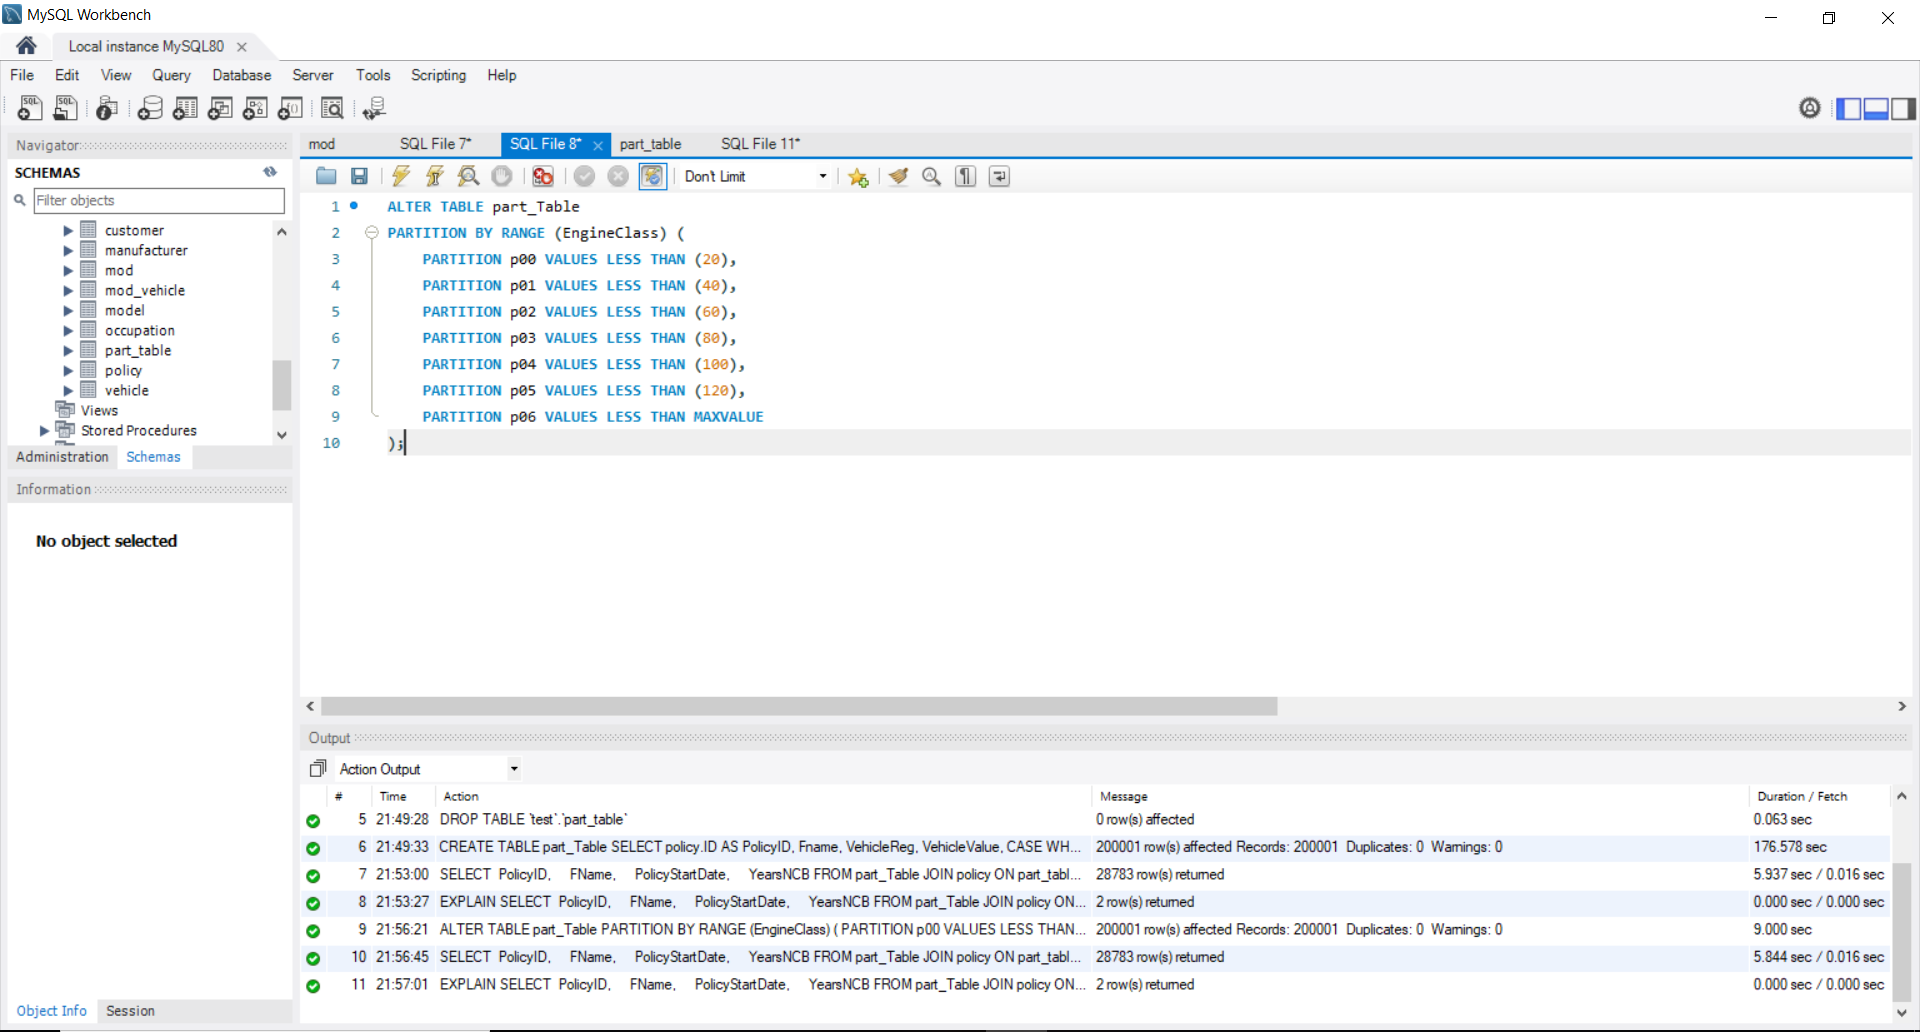 MySQL Workbench
Local instance MySQL80
File Edit View Query Database Server Tools Scripting Help
Navigator
SCHEMAS
Filter objects
customer
manufacturer
mod
mod_vehicle
model
occupation
part_table
policy
vehicle
Views
Stored Procedures
Administration Schemas
Information
No object selected
Object Info Session
mod SQL File 7* SQL File 8* part_table SQL File 11*
Don't Limit
1 ALTER TABLE part_Table
2 PARTITION BY RANGE (EngineClass) (
3 PARTITION p00 VALUES LESS THAN (20),
4 PARTITION p01 VALUES LESS THAN (40),
5 PARTITION p02 VALUES LESS THAN (60),
6 PARTITION p03 VALUES LESS THAN (80),
7 PARTITION p04 VALUES LESS THAN (100),
8 PARTITION p05 VALUES LESS THAN (120),
9 PARTITION p06 VALUES LESS THAN MAXVALUE
10 );
Output
Action Output
# Time Action Message Duration / Fetch
5 21:49:28 DROP TABLE `test`.`part_table` 0 row(s) affected 0.063 sec
6 21:49:33 CREATE TABLE part_Table SELECT policy.ID AS PolicyID, Fname, VehicleReg, VehicleValue, CASE WH... 200001 row(s) affected Records: 200001 Duplicates: 0 Warnings: 0 176.578 sec
7 21:53:00 SELECT PolicyID, FName, PolicyStartDate, YearsNCB FROM part_Table JOIN policy ON part_tabl... 28783 row(s) returned 5.937 sec / 0.016 sec
8 21:53:27 EXPLAIN SELECT PolicyID, FName, PolicyStartDate, YearsNCB FROM part_Table JOIN policy ON... 2 row(s) returned 0.000 sec / 0.000 sec
9 21:56:21 ALTER TABLE part_Table PARTITION BY RANGE (EngineClass) ( PARTITION p00 VALUES LESS THAN... 200001 row(s) affected Records: 200001 Duplicates: 0 Warnings: 0 9.000 sec
10 21:56:45 SELECT PolicyID, FName, PolicyStartDate, YearsNCB FROM part_Table JOIN policy ON part_tabl... 28783 row(s) returned 5.844 sec / 0.016 sec
11 21:57:01 EXPLAIN SELECT PolicyID, FName, PolicyStartDate, YearsNCB FROM part_Table JOIN policy ON... 2 row(s) returned 0.000 sec / 0.000 sec